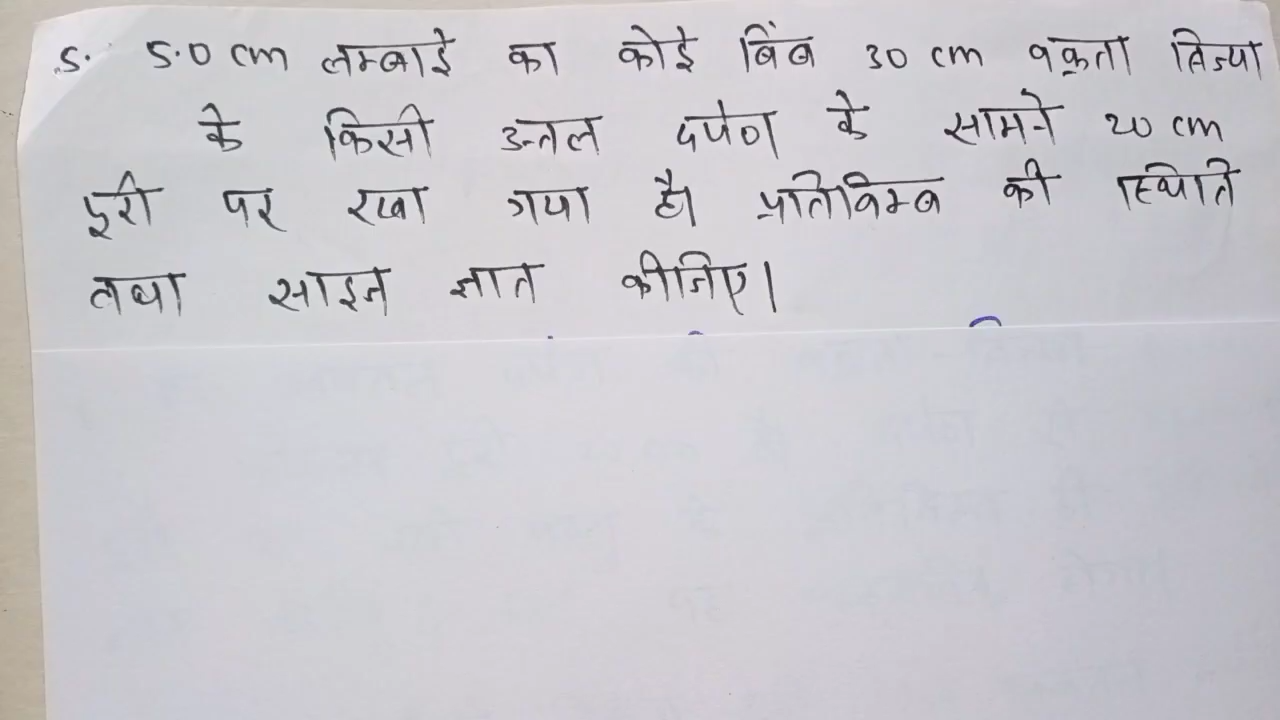 5. 5.0 cm लम्बाई का कोई बिंब 30 cm वक्रता त्रिज्या
के किसी उत्तल दर्पण के सामने 20 cm
दूरी पर रखा गया है। प्रतिबिम्ब की स्थिति
तथा साइज ज्ञात कीजिए।